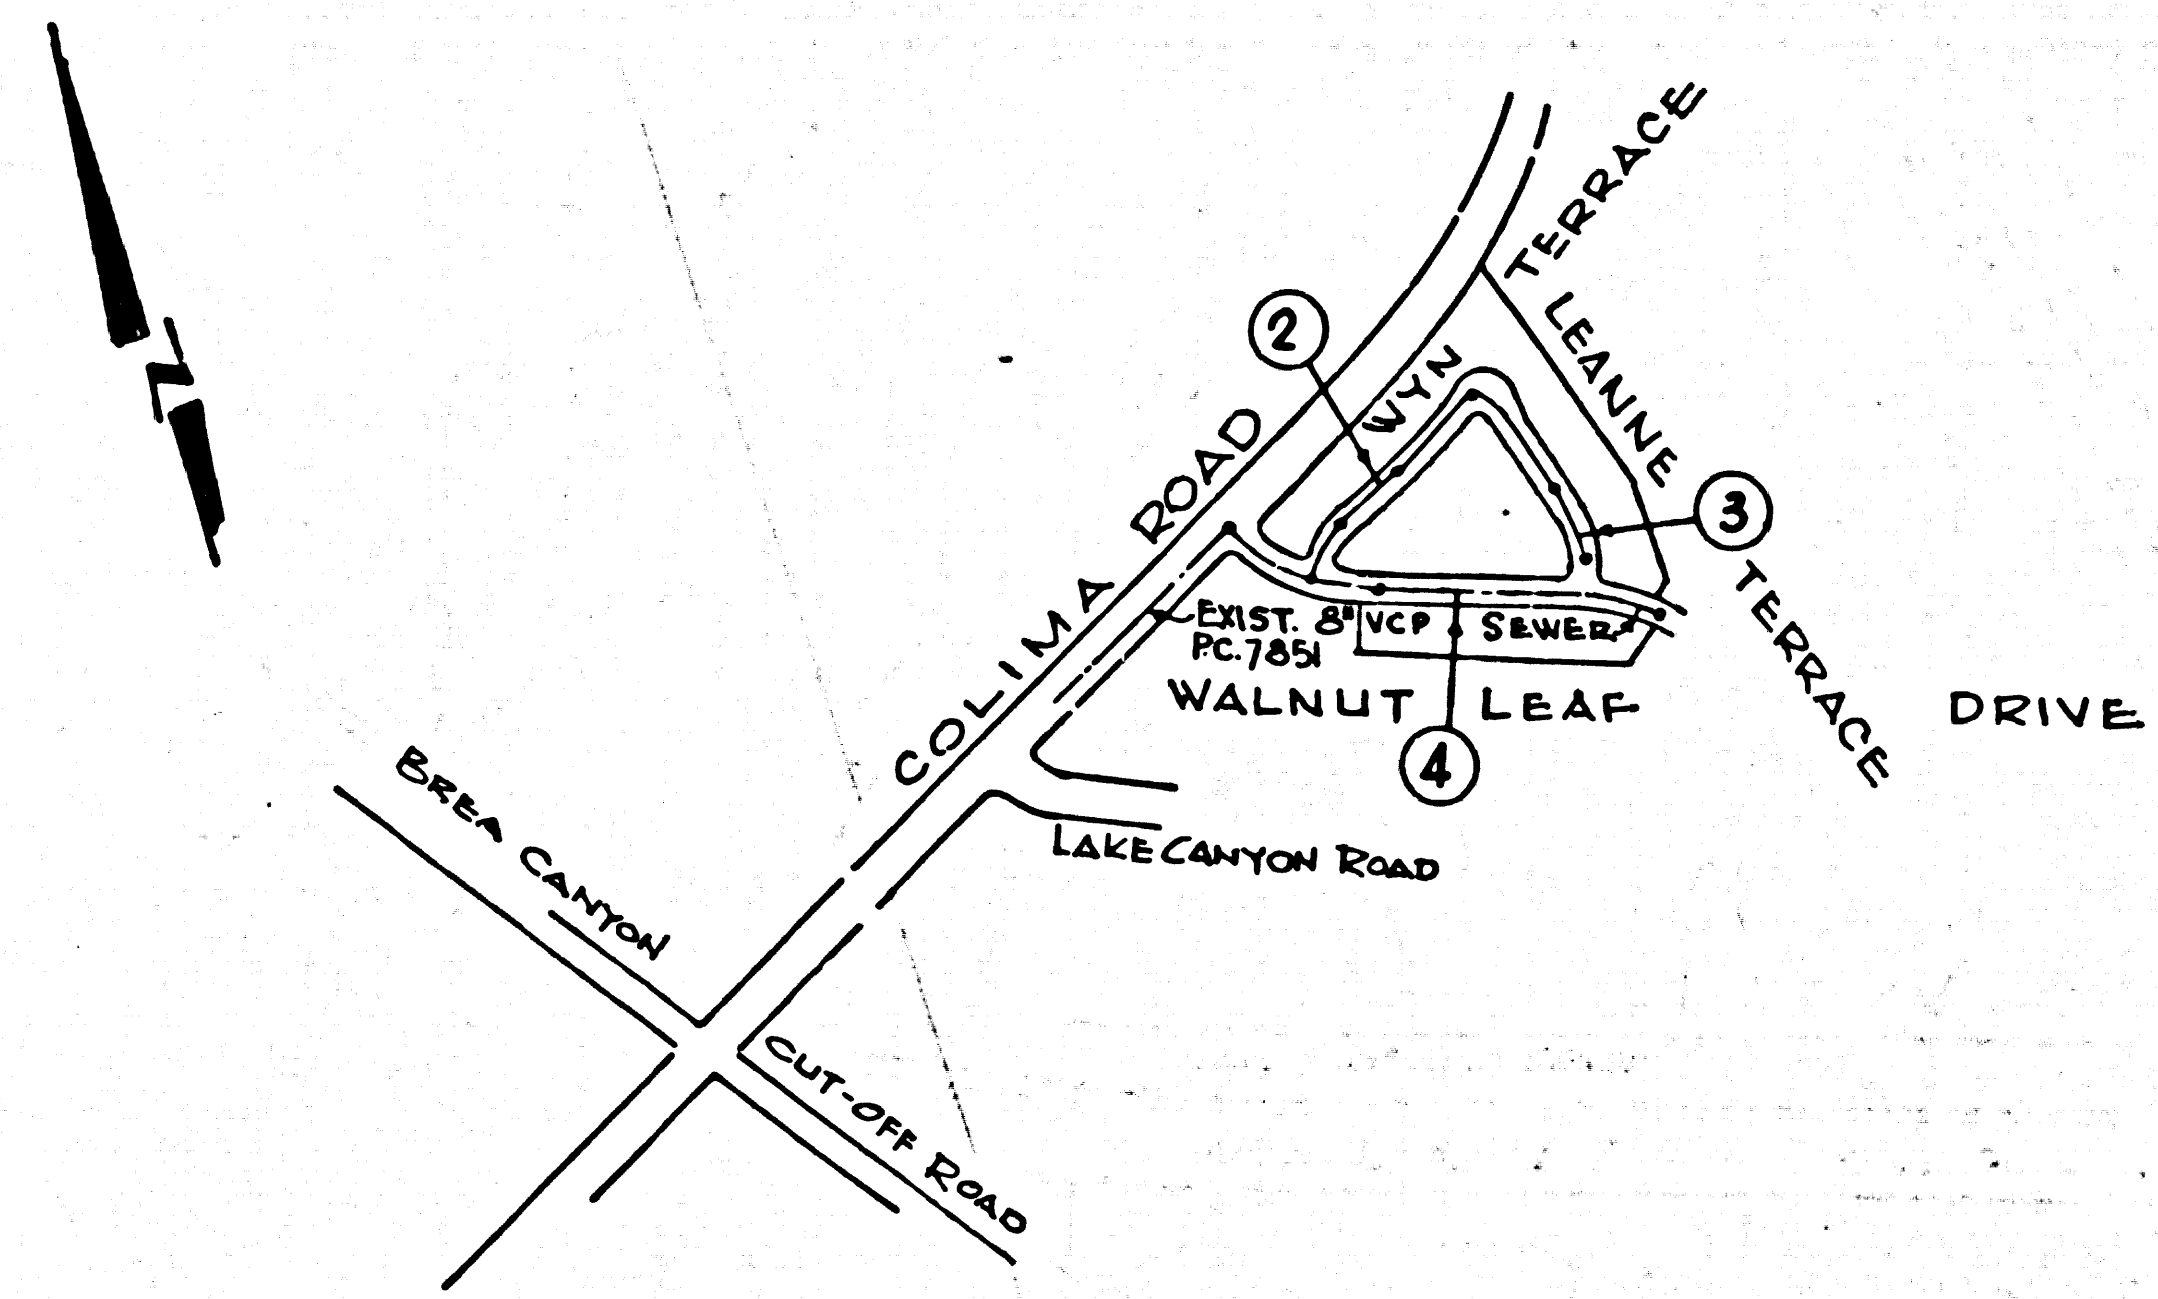 N
WYN TERRACE
LEANNE TERRACE
2
3
COLIMA ROAD
EXIST. 8" VCP SEWER
P.C. 7851
WALNUT LEAF DRIVE
4
LAKE CANYON ROAD
BREA CANYON
CUT-OFF ROAD